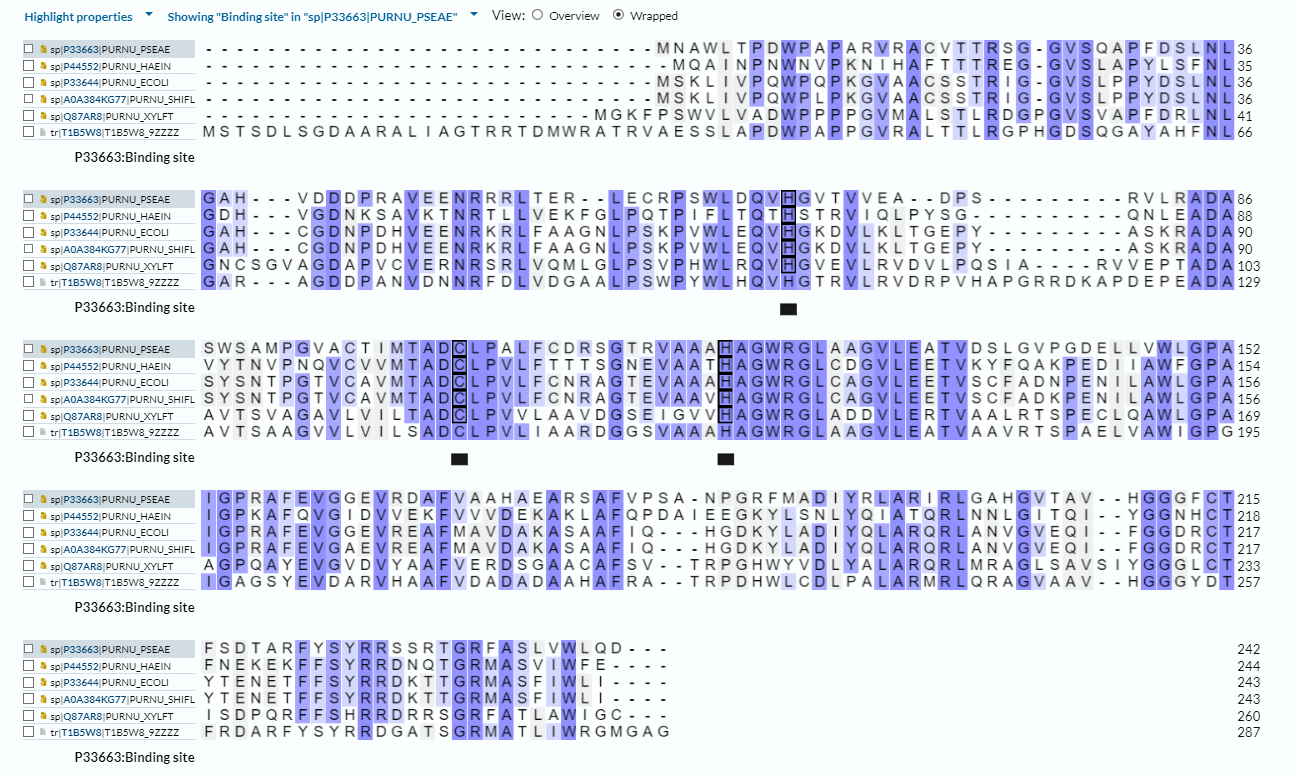 Highlight properties Showing "Binding site" in "sp|P33663|PURNU_PSEAE" View: Overview Wrapped
sp|P33663|PURNU_PSEAE -----------------------------MNAWLTPDWPAPARVRACVTTRSG-GVSQAPFDSLNL 36
sp|P44552|PURNU_HAEIN ------------------------------MQAINPNWNVPKNIHAFTTTREG-GVSLAPYLSFNL 35
sp|P33644|PURNU_ECOLI -----------------------------MSKLIVPQWPQPKGVAACSSTRIG-GVSLPPYDSLNL 36
sp|A0A384KG77|PURNU_SHIFL -----------------------------MSKLIVPQWPLPKGVAACSSTRIG-GVSLPPYDSLNL 36
sp|Q87AR8|PURNU_XYLFT -------------------------MGKFPSWVLVADWPAPPGVMALSTLRDGPGVSVAPFDRLNL 41
tr|T1B5W8|T1B5W8_9ZZZZ MSTSDLSGDAARALIAGTRRTDMWRATRVAESSLAPDWPAPPGVRALTTLRGPHGDSQGAYAHFNL 66
P33663:Binding site
sp|P33663|PURNU_PSEAE GAH---VDDDPRAVEENRRRLTER--LECRPSWLDQVHGVTVVEA--DPS---------RVLRADA 86
sp|P44552|PURNU_HAEIN GDH---VGDNKSAVKTNRTLLVEKFGLPQTPIFLTQTHSTRVIQLPYSG----------QNLEADA 88
sp|P33644|PURNU_ECOLI GAH---CGDNPDHVEENRKRLFAAGNLPSKPVWLEQVHGKDVLKLTGEPY---------ASKRADA 90
sp|A0A384KG77|PURNU_SHIFL GAH---CGDNPDHVEENRKRLFAAGNLPSKPVWLEQVHGKDVLKLTGEPY---------ASKRADA 90
sp|Q87AR8|PURNU_XYLFT GNCSGVAGDAPVCVERNRSRLVQMLGLPSVPHWLRQVHGVEVLRVDVLPQSIA----RVVEPTADA 103
tr|T1B5W8|T1B5W8_9ZZZZ GAR---AGDDPANVDNNRFDLVDGAALPSWPYWLHQVHGTRVLRVDRPVHAPGRRDKAPDEPEADA 129
P33663:Binding site
sp|P33663|PURNU_PSEAE SWSAMPGVACTIMTADCLPALFCDRSGTRVAAAHAGWRGLAAGVLEATVDSLGVPGDELLVWLGPA 152
sp|P44552|PURNU_HAEIN VYTNVPNQVCVVMTADCLPVLFTTTSGNEVAATHAGWRGLCDGVLEETVKYFQAKPEDIIAWFGPA 154
sp|P33644|PURNU_ECOLI SYSNTPGTVCAVMTADCLPVLFCNRAGTEVAAAHAGWRGLCAGVLEETVSCFADNPENILAWLGPA 156
sp|A0A384KG77|PURNU_SHIFL SYSNTPGTVCAVMTADCLPVLFCNRAGTEVAAVHAGWRGLCAGVLEETVSCFADKPENILAWLGPA 156
sp|Q87AR8|PURNU_XYLFT AVTSVAGAVLVILTADCLPVVLAAVDGSEIGVVHAGWRGLADDVLERTVAALRTSPECLQAWLGPA 169
tr|T1B5W8|T1B5W8_9ZZZZ AVTSAAGVVLVILSADCLPVLIAARDGGSVAAAHAGWRGLAAGVLEATVAAVRTSPAELVAWIGPG 195
P33663:Binding site
sp|P33663|PURNU_PSEAE IGPRAFEVGGEVRDAFVAAHAEARSAFVPSA-NPGRFMADIYRLARIRLGAHGVTAV--HGGGFCT 215
sp|P44552|PURNU_HAEIN IGPKAFQVGIDVVEKFVVVDEKAKLAFQPDAIEEGKYLSNLYQIATQRLNNLGITQI--YGGNHCT 218
sp|P33644|PURNU_ECOLI IGPRAFEVGGEVREAFMAVDAKASAAFIQ---HGDKYLADIYQLARQRLANVGVEQI--FGGDRCT 217
sp|A0A384KG77|PURNU_SHIFL IGPRAFEVGAEVREAFMAVDAKASAAFIQ---HGDKYLADIYQLARQRLANVGVEQI--FGGDRCT 217
sp|Q87AR8|PURNU_XYLFT AGPQAYEVGVDVYAAFVERDSGAACAFSV--TRPGHWYVDLYALARQRLMRAGLSAVSIYGGGLCT 233
tr|T1B5W8|T1B5W8_9ZZZZ IGAGSYEVDARVHAAFVDADADAAHAFRA--TRPDHWLCDLPALARMRLQRAGVAAV--HGGGYDT 257
P33663:Binding site
sp|P33663|PURNU_PSEAE FSDTARFYSYRRSSRTGRFASLVWLQD--- 242
sp|P44552|PURNU_HAEIN FNEKEKFFSYRRDNQTGRMASVIWFE---- 244
sp|P33644|PURNU_ECOLI YTENETFFSYRRDKTTGRMASFIWLI---- 243
sp|A0A384KG77|PURNU_SHIFL YTENETFFSYRRDKTTGRMASFIWLI---- 243
sp|Q87AR8|PURNU_XYLFT ISDPQRFFSHRRDRRSGRFATLAWIGC--- 260
tr|T1B5W8|T1B5W8_9ZZZZ FRDARFYSYRRDGATSGRMATLIWRGMGAG 287
P33663:Binding site